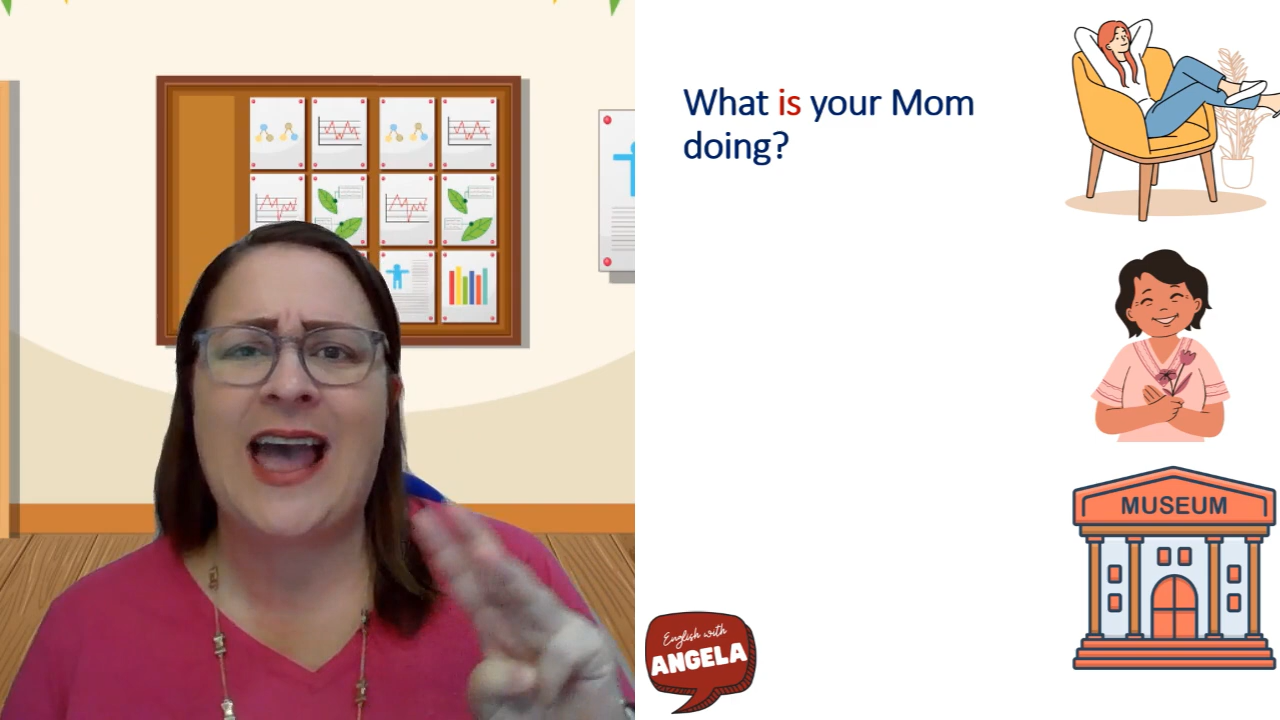 What is your Mom
doing?
MUSEUM
English with
ANGELA